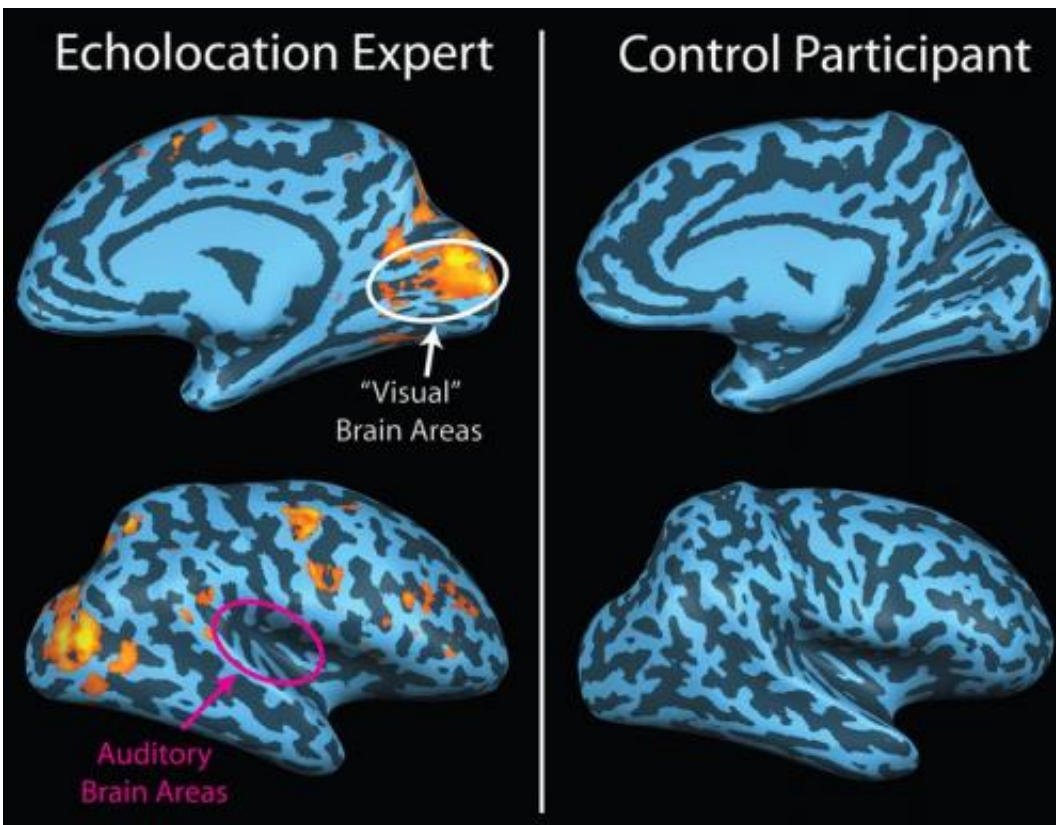 Echolocation Expert
Control Participant
“Visual”
Brain Areas
Auditory
Brain Areas